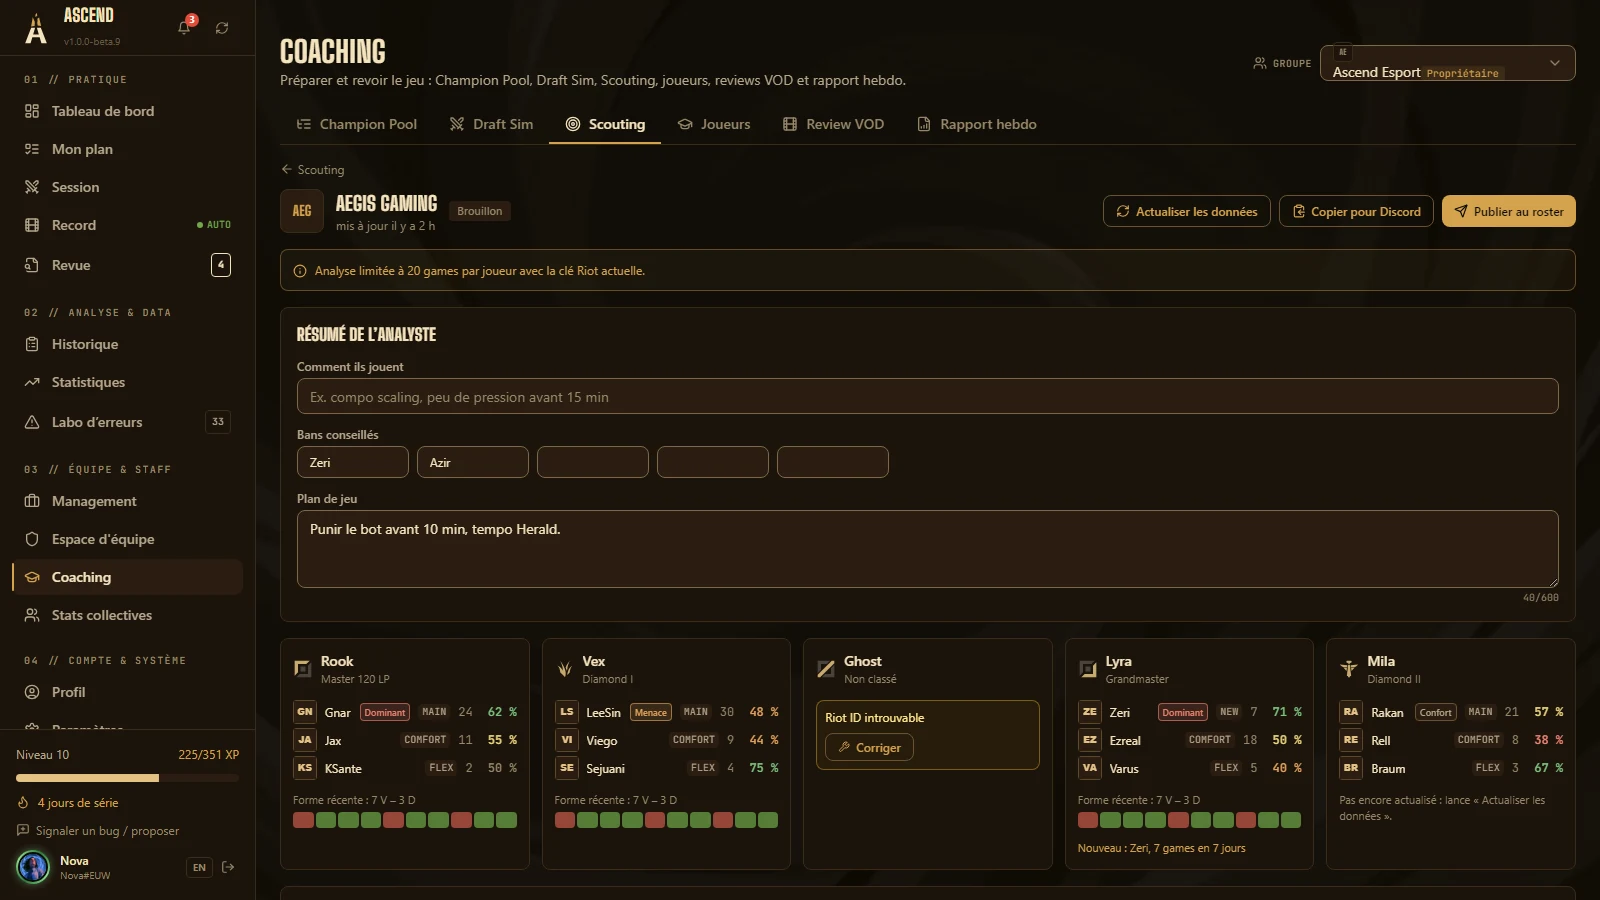 ASCEND
v1.0.0-beta.9
3
01 // PRATIQUE
Tableau de bord
Mon plan
Session
Record
AUTO
Revue
4
02 // ANALYSE & DATA
Historique
Statistiques
Labo d'erreurs
33
03 // ÉQUIPE & STAFF
Management
Espace d'équipe
Coaching
Stats collectives
04 // COMPTE & SYSTÈME
Profil
Paramètres
Niveau 10
225/351 XP
4 jours de série
Signaler un bug / proposer
Nova
Nova#EUW
EN
COACHING
Préparer et revoir le jeu : Champion Pool, Draft Sim, Scouting, joueurs, reviews VOD et rapport hebdo.
GROUPE
AE
Ascend Esport Propriétaire
Champion Pool
Draft Sim
Scouting
Joueurs
Review VOD
Rapport hebdo
Scouting
AEG
AEGIS GAMING
Brouillon
mis à jour il y a 2 h
Actualiser les données
Copier pour Discord
Publier au roster
Analyse limitée à 20 games par joueur avec la clé Riot actuelle.
RÉSUMÉ DE L'ANALYSTE
Comment ils jouent
Ex. compo scaling, peu de pression avant 15 min
Bans conseillés
Zeri
Azir
Plan de jeu
Punir le bot avant 10 min, tempo Herald.
40/600
Rook
Master 120 LP
GN Gnar Dominant MAIN 24 62 %
JA Jax COMFORT 11 55 %
KS KSante FLEX 2 50 %
Forme récente : 7 V – 3 D
Vex
Diamond I
LS LeeSin Menace MAIN 30 48 %
VI Viego COMFORT 9 44 %
SE Sejuani FLEX 4 75 %
Forme récente : 7 V – 3 D
Ghost
Non classé
Riot ID introuvable
Corriger
Lyra
Grandmaster
ZE Zeri Dominant NEW 7 71 %
EZ Ezreal COMFORT 18 50 %
VA Varus FLEX 5 40 %
Forme récente : 7 V – 3 D
Nouveau : Zeri, 7 games en 7 jours
Mila
Diamond II
RA Rakan Confort MAIN 21 57 %
RE Rell COMFORT 8 38 %
BR Braum FLEX 3 67 %
Pas encore actualisé : lance « Actualiser les
données ».